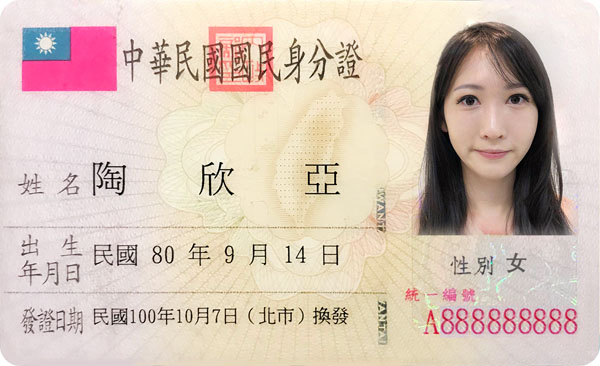 中華民國國民身分證
姓名 陶欣亞
出生年月日 民國 80 年 9 月 14 日
性別 女
發證日期 民國100年10月7日（北市）換發
統一編號
A888888888